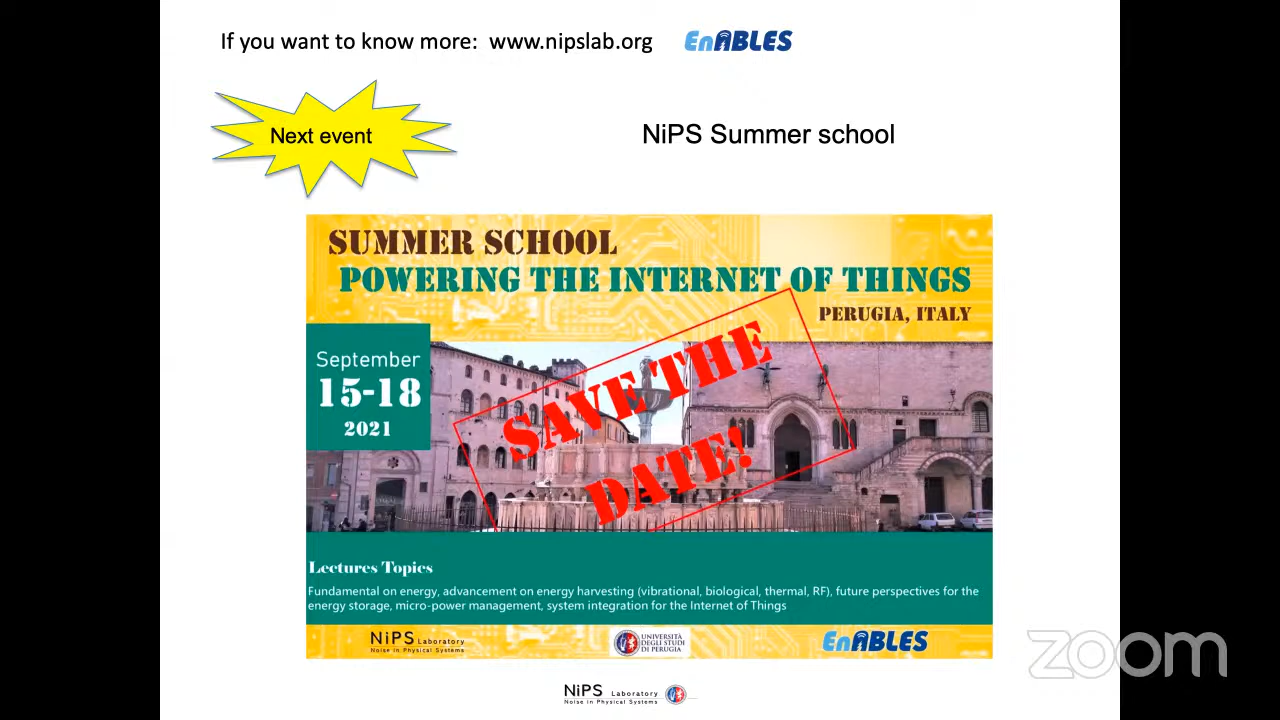 If you want to know more: www.nipslab.org
EnABLES
Next event
NiPS Summer school
SUMMER SCHOOL
POWERING THE INTERNET OF THINGS
PERUGIA, ITALY
September
15-18
2021
SAVE THE
DATE!
Lectures Topics
Fundamental on energy, advancement on energy harvesting (vibrational, biological, thermal, RF), future perspectives for the
energy storage, micro-power management, system integration for the Internet of Things
NiPS Laboratory
Noise in Physical Systems
UNIVERSITÀ
DEGLI STUDI
DI PERUGIA
EnABLES
zoom
NiPS Laboratory
Noise in Physical Systems